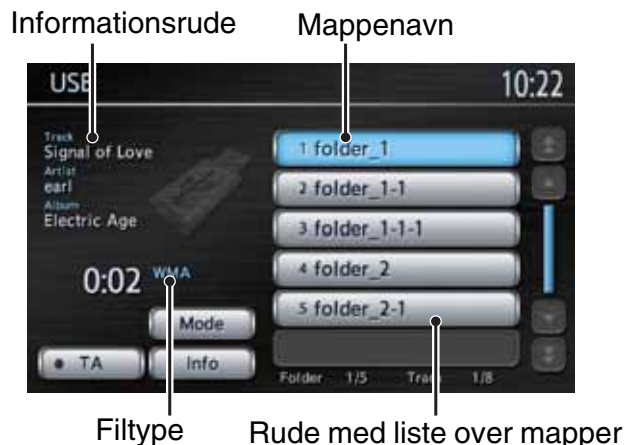 Informationsrude
Mappenavn
USB
10:22
Track
Signal of Love
Artist
earl
Album
Electric Age
0:02 WMA
Mode
TA
Info
1 folder_1
2 folder_1-1
3 folder_1-1-1
4 folder_2
5 folder_2-1
Folder 1/5 Track 1/8
Filtype
Rude med liste over mapper